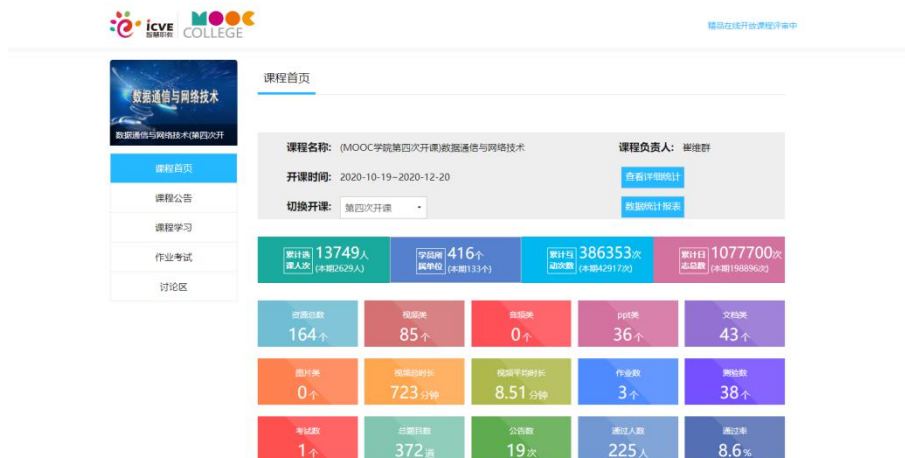 icve
智慧职教
MOOC
COLLEGE
精品在线开放课程评审中
数据通信与网络技术
数据通信与网络技术(第四次开
课程首页
课程公告
课程学习
作业考试
讨论区
课程首页
课程名称: (MOOC学院第四次开课)数据通信与网络技术
课程负责人: 崔维群
开课时间: 2020-10-19~2020-12-20
查看详细统计
切换开课: 第四次开课
数据统计报表
累计选课人次 13749人 (本期2629人)
学员所属单位 416个 (本期133个)
累计互动次数 386353次 (本期42917次)
累计日志总数 1077700次 (本期198896次)
资源总数 视频类 音频类 ppt类 文档类
164个 85个 0个 36个 43个
图片类 视频总时长 视频平均时长 作业数 测验数
0个 723分钟 8.51分钟 3个 38个
考试数 总题目数 公告数 通过人数 通过率
1个 372道 19次 225人 8.6%